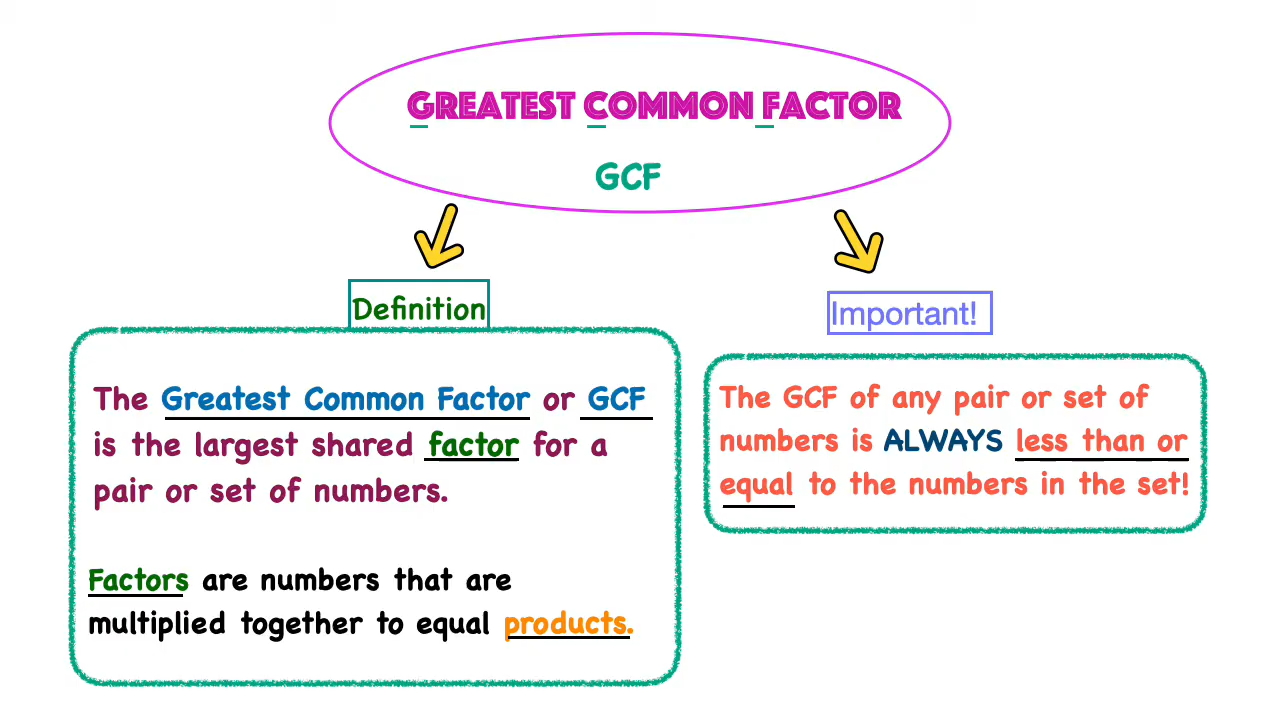 GREATEST COMMON FACTOR
GCF
Definition
The Greatest Common Factor or GCF
is the largest shared factor for a
pair or set of numbers.
Factors are numbers that are
multiplied together to equal products.
Important!
The GCF of any pair or set of
numbers is ALWAYS less than or
equal to the numbers in the set!